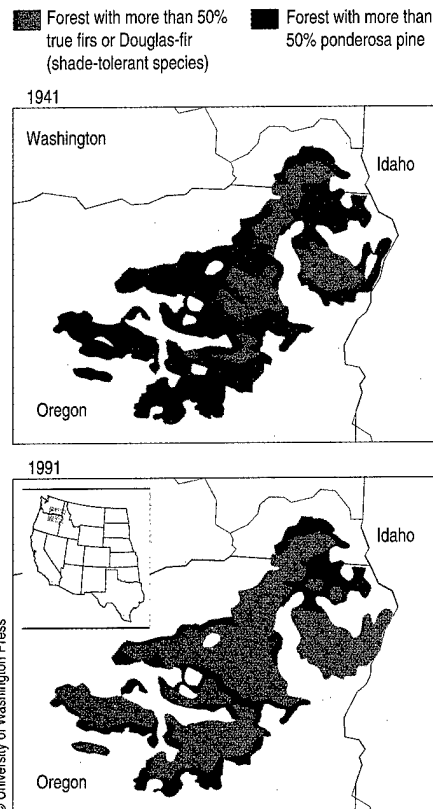 Forest with more than 50%
true firs or Douglas-fir
(shade-tolerant species)
Forest with more than
50% ponderosa pine
1941
Washington
Idaho
Oregon
1991
Idaho
Oregon
University of Washington Press